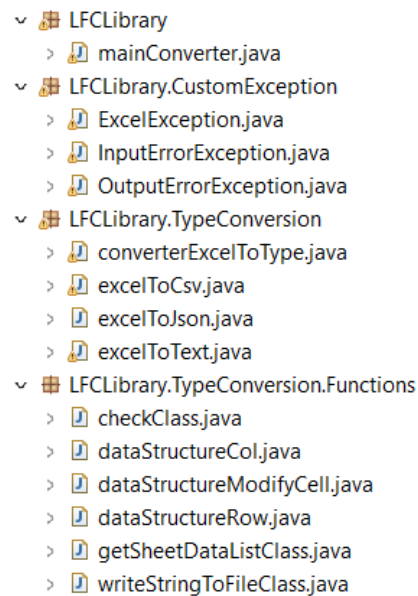 LFCLibrary
mainConverter.java
LFCLibrary.CustomException
ExcelException.java
InputErrorException.java
OutputErrorException.java
LFCLibrary.TypeConversion
converterExcelToType.java
excelToCsv.java
excelToJson.java
excelToText.java
LFCLibrary.TypeConversion.Functions
checkClass.java
dataStructureCol.java
dataStructureModifyCell.java
dataStructureRow.java
getSheetDataListClass.java
writeStringToFileClass.java